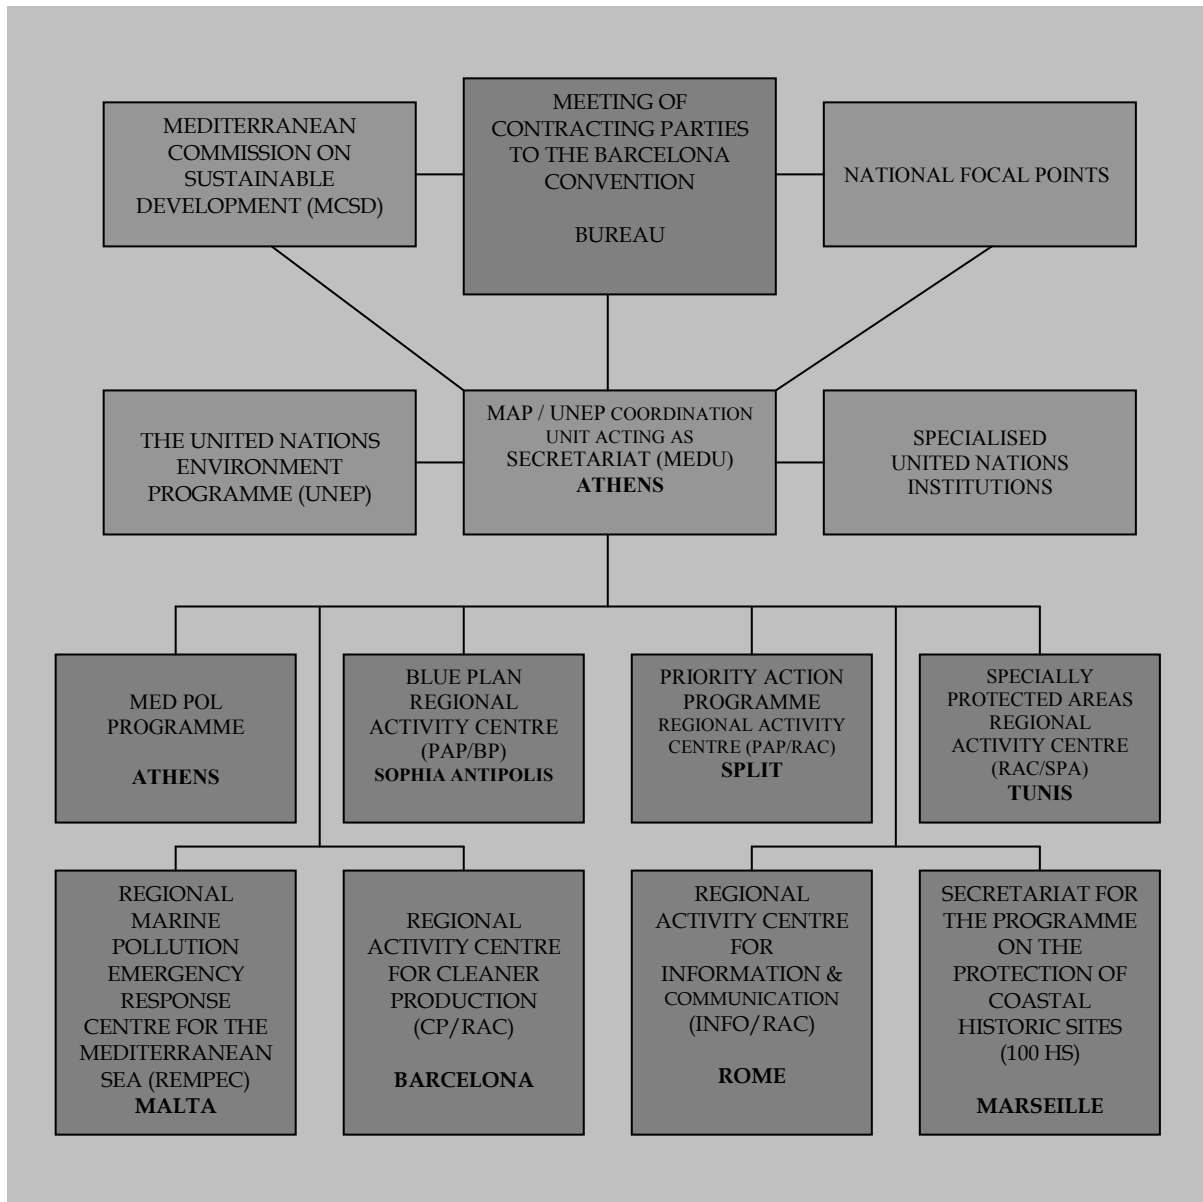 MEDITERRANEAN
COMMISSION ON
SUSTAINABLE
DEVELOPMENT (MCSD)
MEETING OF
CONTRACTING PARTIES
TO THE BARCELONA
CONVENTION
BUREAU
NATIONAL FOCAL POINTS
THE UNITED NATIONS
ENVIRONMENT
PROGRAMME (UNEP)
MAP / UNEP COORDINATION
UNIT ACTING AS
SECRETARIAT (MEDU)
ATHENS
SPECIALISED
UNITED NATIONS
INSTITUTIONS
MED POL
PROGRAMME
ATHENS
BLUE PLAN
REGIONAL
ACTIVITY CENTRE
(PAP/BP)
SOPHIA ANTIPOLIS
PRIORITY ACTION
PROGRAMME
REGIONAL ACTIVITY
CENTRE (PAP/RAC)
SPLIT
SPECIALLY
PROTECTED AREAS
REGIONAL
ACTIVITY CENTRE
(RAC/SPA)
TUNIS
REGIONAL
MARINE
POLLUTION
EMERGENCY
RESPONSE
CENTRE FOR THE
MEDITERRANEAN
SEA (REMPEC)
MALTA
REGIONAL
ACTIVITY CENTRE
FOR CLEANER
PRODUCTION
(CP/RAC)
BARCELONA
REGIONAL
ACTIVITY CENTRE
FOR
INFORMATION &
COMMUNICATION
(INFO/RAC)
ROME
SECRETARIAT FOR
THE PROGRAMME
ON THE
PROTECTION OF
COASTAL
HISTORIC SITES
(100 HS)
MARSEILLE